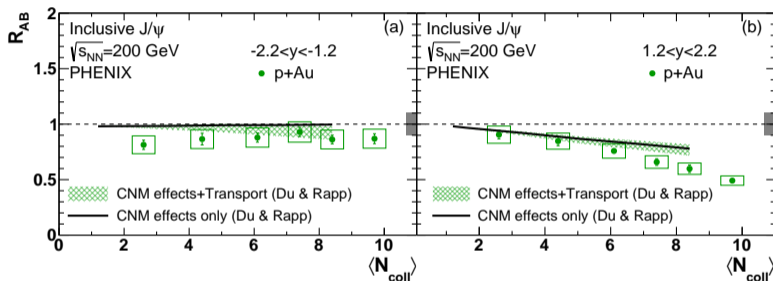 R_AB
2
1.5
1
0.5
0
Inclusive J/ψ
√s_NN=200 GeV
PHENIX
-2.2<y<-1.2
p+Au
(a)
CNM effects+Transport (Du & Rapp)
CNM effects only (Du & Rapp)
0 2 4 6 8 10
⟨N_coll⟩
Inclusive J/ψ
√s_NN=200 GeV
PHENIX
1.2<y<2.2
p+Au
(b)
CNM effects+Transport (Du & Rapp)
CNM effects only (Du & Rapp)
2 4 6 8 10
⟨N_coll⟩